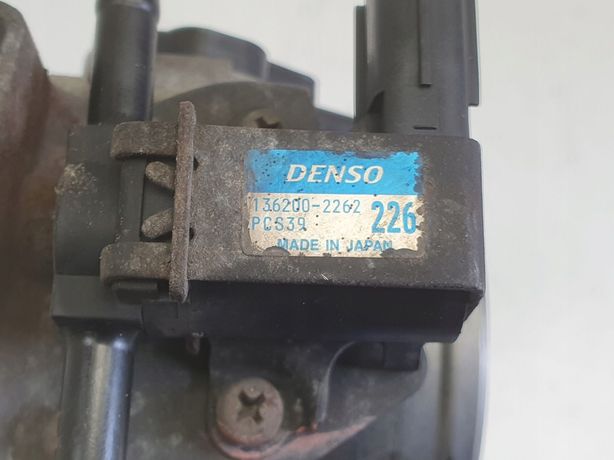 DENSO
136200-2262
PCS39 226
MADE IN JAPAN